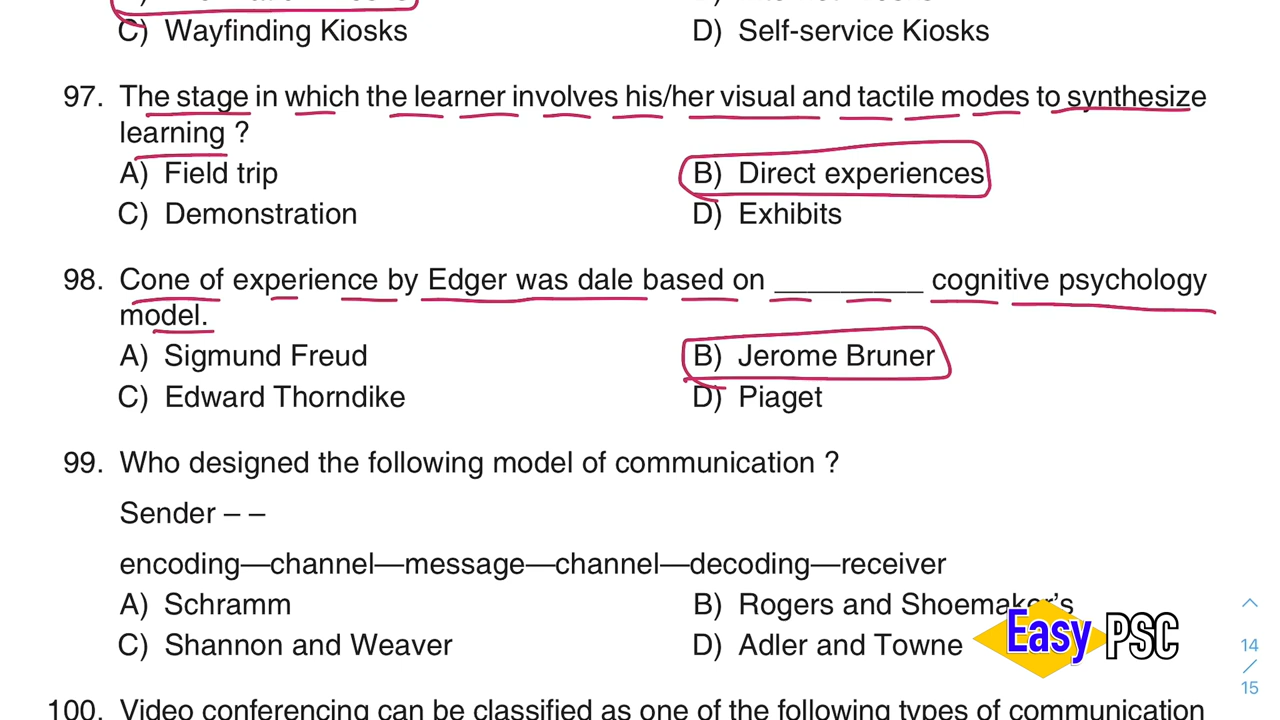 C) Wayfinding Kiosks D) Self-service Kiosks
97. The stage in which the learner involves his/her visual and tactile modes to synthesize
learning ?
A) Field trip B) Direct experiences
C) Demonstration D) Exhibits
98. Cone of experience by Edger was dale based on __________ cognitive psychology
model.
A) Sigmund Freud B) Jerome Bruner
C) Edward Thorndike D) Piaget
99. Who designed the following model of communication ?
Sender – –
encoding—channel—message—channel—decoding—receiver
A) Schramm B) Rogers and Shoemaker's
C) Shannon and Weaver D) Adler and Towne
Easy PSC
14
/
15
100. Video conferencing can be classified as one of the following types of communication